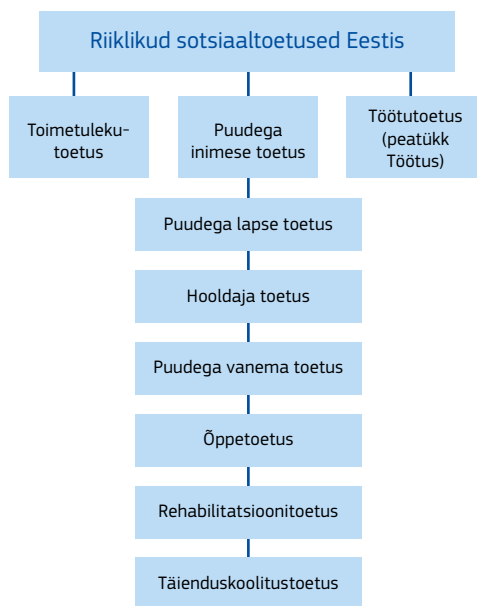 Riiklikud sotsiaaltoetused Eestis
Toimetuleku-
toetus
Puudega
inimese toetus
Töötutoetus
(peatükk
Töötus)
Puudega lapse toetus
Hooldaja toetus
Puudega vanema toetus
Õppetoetus
Rehabilitatsioonitoetus
Täienduskoolitustoetus